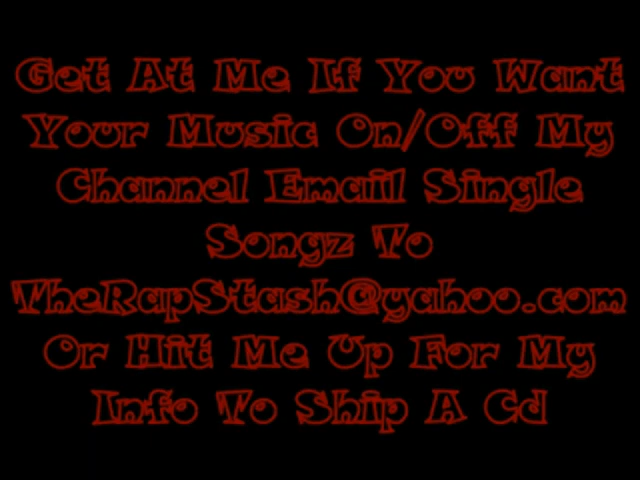 Get At Me If You Want
Your Music On/Off My
Channel Email Single
Songz To
TheRapStash@yahoo.com
Or Hit Me Up For My
Info To Ship A Cd